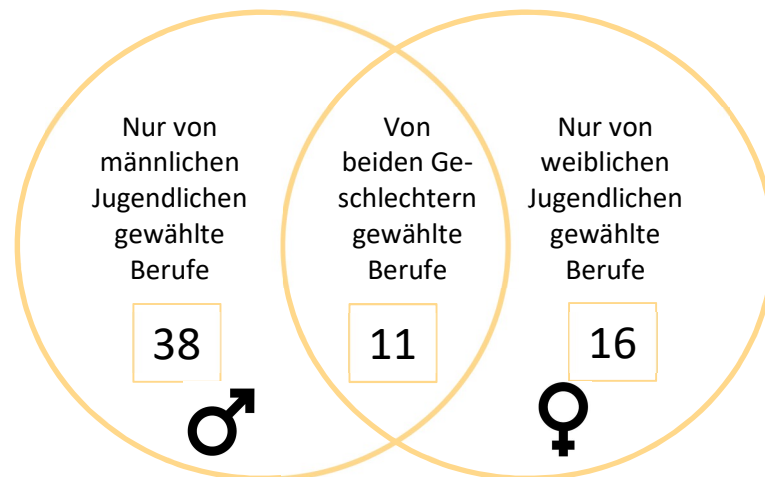 Nur von
männlichen
Jugendlichen
gewählte
Berufe
38
Von
beiden Ge-
schlechtern
gewählte
Berufe
11
Nur von
weiblichen
Jugendlichen
gewählte
Berufe
16